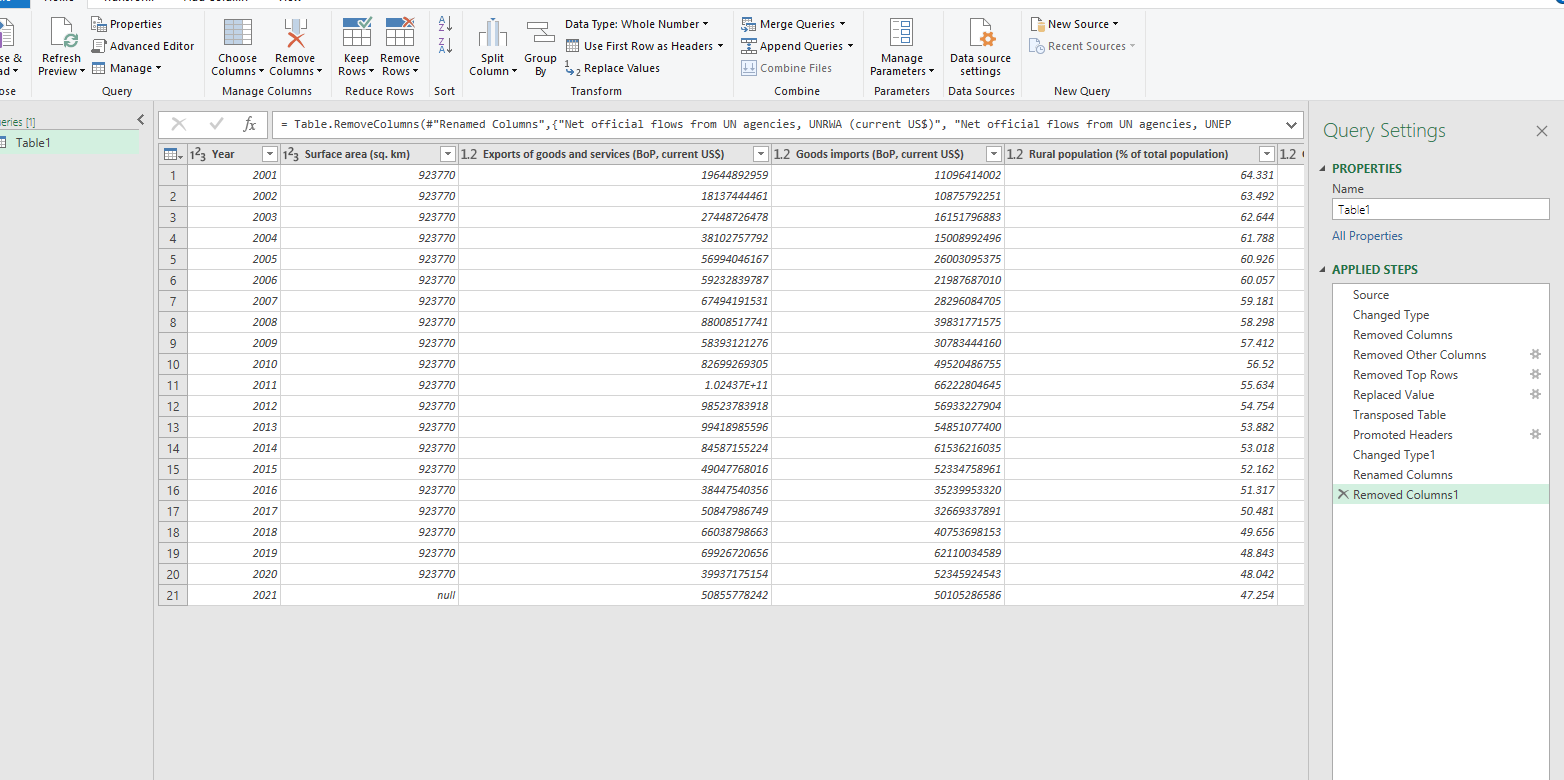 Properties
Advanced Editor
Manage
Refresh
Preview
Query
Choose
Columns
Remove
Columns
Manage Columns
Keep
Rows
Remove
Rows
Reduce Rows
Sort
Split
Column
Group
By
Data Type: Whole Number
Use First Row as Headers
Replace Values
Transform
Merge Queries
Append Queries
Combine Files
Combine
Manage
Parameters
Parameters
Data source
settings
Data Sources
New Source
Recent Sources
New Query
[1]
Table1
fx = Table.RemoveColumns(#"Renamed Columns",{"Net official flows from UN agencies, UNRWA (current US$)", "Net official flows from UN agencies, UNEP
Year Surface area (sq. km) 1.2 Exports of goods and services (BoP, current US$) 1.2 Goods imports (BoP, current US$) 1.2 Rural population (% of total population) 1.2
1 2001 923770 19644892959 11096414002 64.331
2 2002 923770 18137444461 10875792251 63.492
3 2003 923770 27448726478 16151796883 62.644
4 2004 923770 38102757792 15008992496 61.788
5 2005 923770 56994046167 26003095375 60.926
6 2006 923770 59232839787 21987687010 60.057
7 2007 923770 67494191531 28296084705 59.181
8 2008 923770 88008517741 39831771575 58.298
9 2009 923770 58393121276 30783444160 57.412
10 2010 923770 82699269305 49520486755 56.52
11 2011 923770 1.02437E+11 66222804645 55.634
12 2012 923770 98523783918 56933227904 54.754
13 2013 923770 99418985596 54851077400 53.882
14 2014 923770 84587155224 61536216035 53.018
15 2015 923770 49047768016 52334758961 52.162
16 2016 923770 38447540356 35239953320 51.317
17 2017 923770 50847986749 32669337891 50.481
18 2018 923770 66038798663 40753698153 49.656
19 2019 923770 69926720656 62110034589 48.843
20 2020 923770 39937175154 52345924543 48.042
21 2021 null 50855778242 50105286586 47.254
Query Settings
PROPERTIES
Name
Table1
All Properties
APPLIED STEPS
Source
Changed Type
Removed Columns
Removed Other Columns
Removed Top Rows
Replaced Value
Transposed Table
Promoted Headers
Changed Type1
Renamed Columns
Removed Columns1